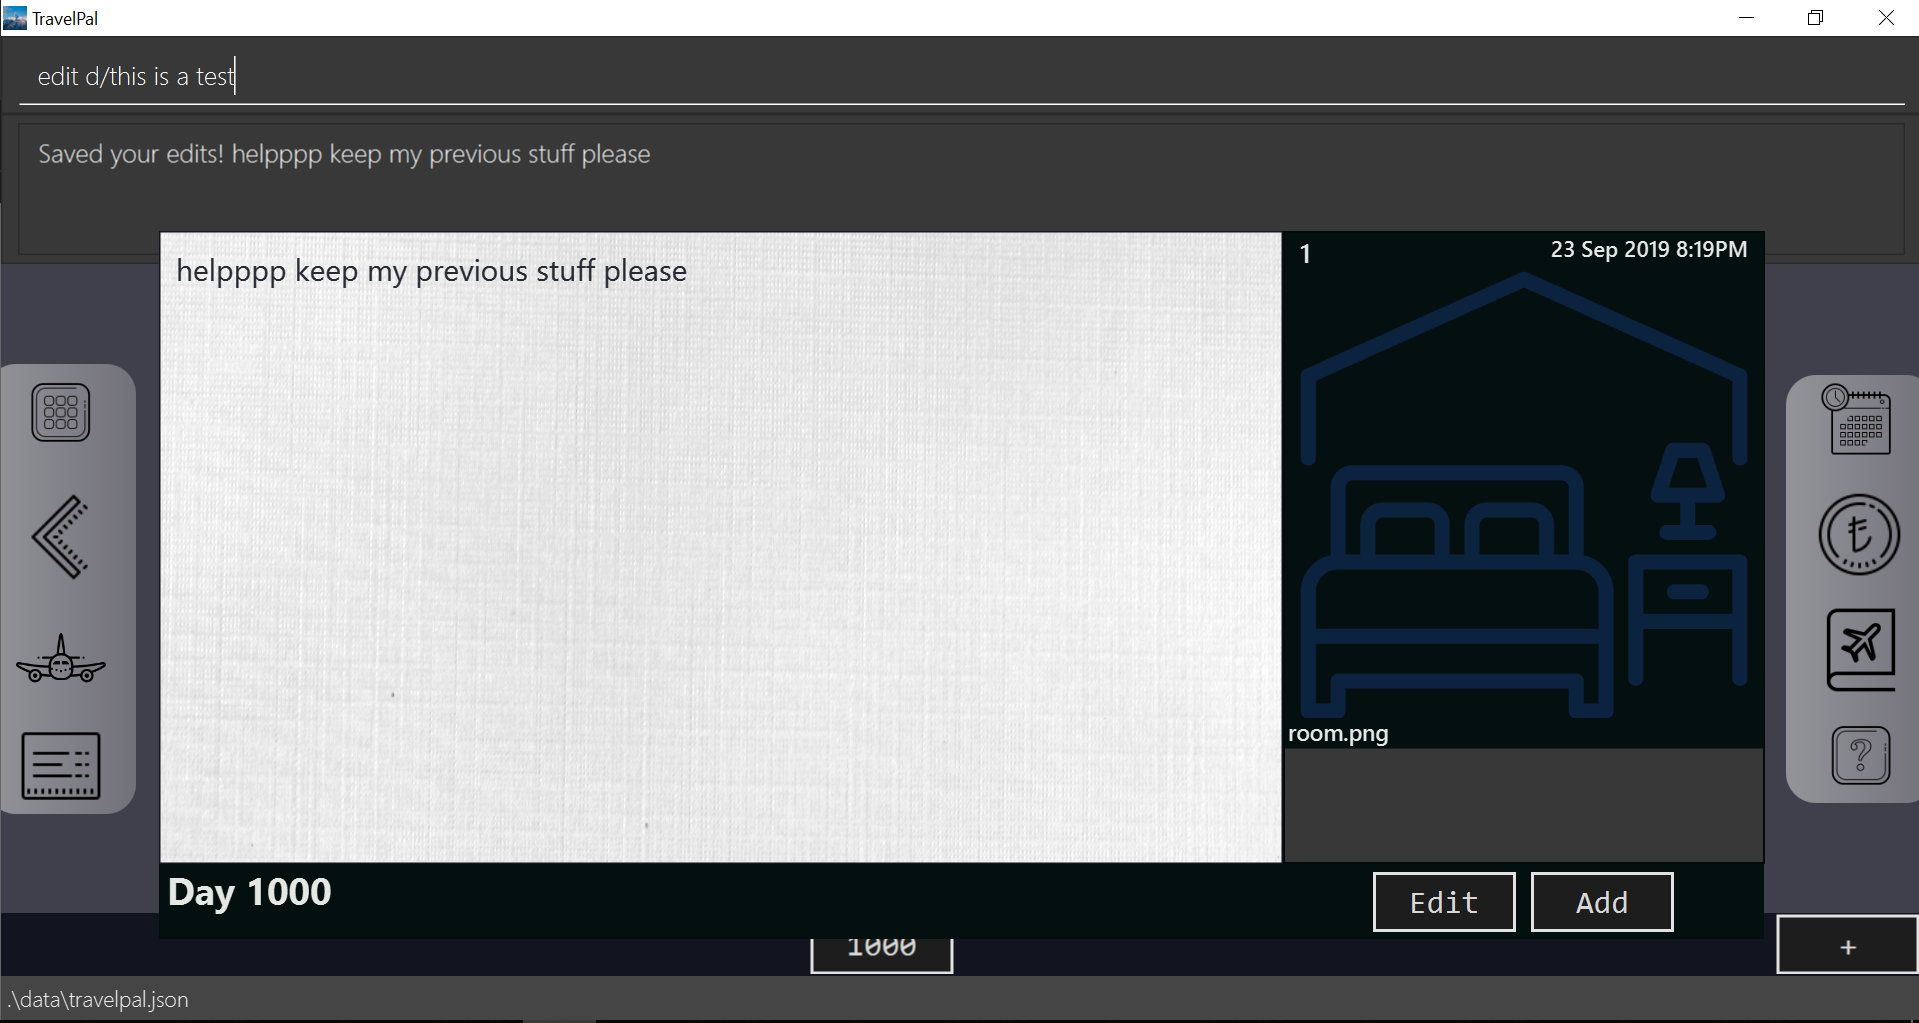 TravelPal
edit d/this is a test
Saved your edits! helpppp keep my previous stuff please
helpppp keep my previous stuff please
1
23 Sep 2019 8:19PM
room.png
Day 1000
Edit
Add
1000
+
.\data\travelpal.json